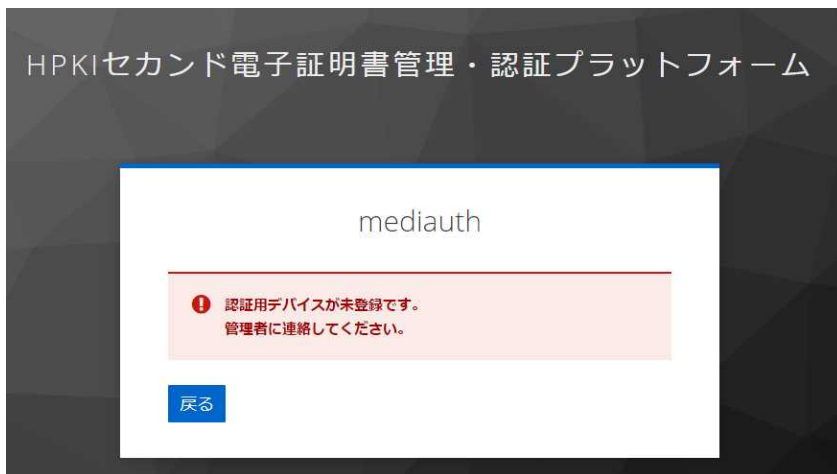 HPKIセカンド電子証明書管理・認証プラットフォーム
mediauth
認証用デバイスが未登録です。
管理者に連絡してください。
戻る